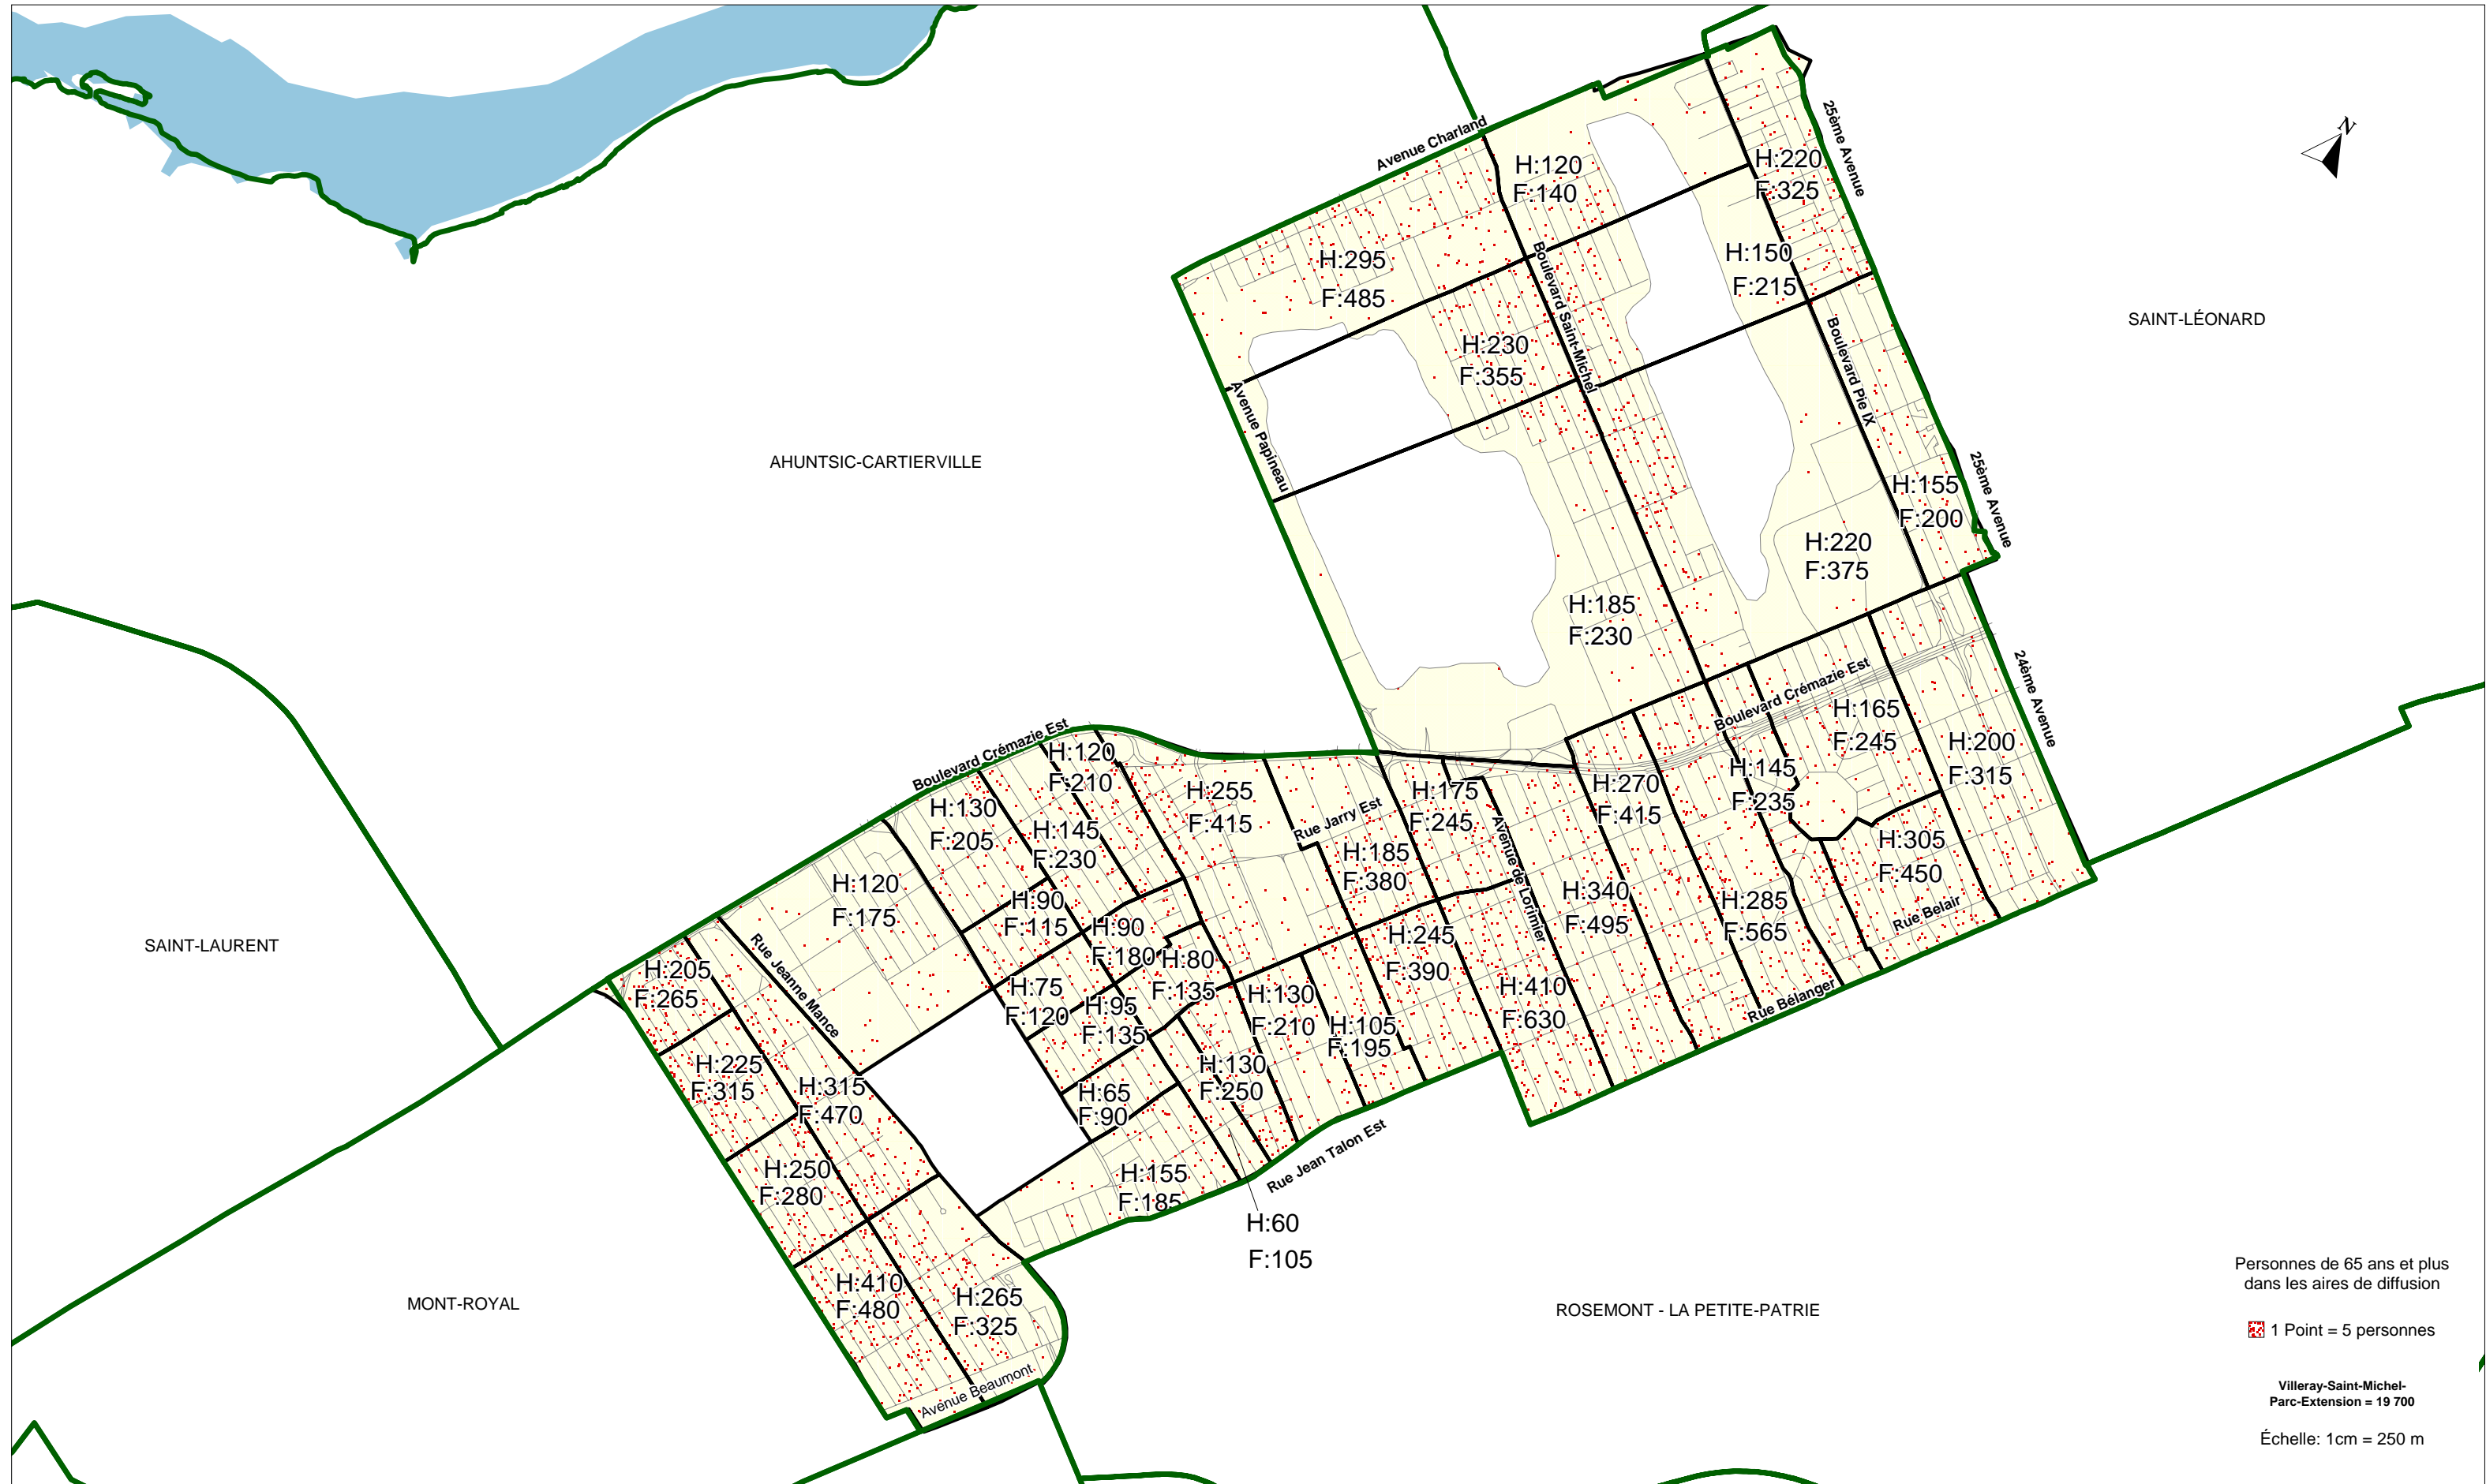 Avenue Charland
25ème Avenue
N
H:120
F:140
H:220
F:325
H:295
F:485
Boulevard Saint-Michel
H:150
F:215
SAINT-LÉONARD
H:230
F:355
Boulevard Pie IX
Avenue Papineau
AHUNTSIC-CARTIERVILLE
H:155
F:200
25ème Avenue
H:220
F:375
H:185
F:230
24ème Avenue
Boulevard Crémazie Est
H:165
F:245
H:200
F:315
Boulevard Crémazie Est
H:120
F:210
H:145
F:235
H:255
F:415
H:175
F:245
H:270
F:415
H:130
F:205
H:145
F:230
Rue Jarry Est
H:185
F:380
Avenue de Lorimier
H:305
F:450
H:120
F:175
H:90
F:115
H:340
F:495
H:285
F:565
Rue Belair
H:90
F:180
H:245
F:390
SAINT-LAURENT
Rue Jeanne Mance
H:205
F:265
H:80
F:135
H:75
F:120
H:95
F:135
H:130
F:210
H:105
F:195
H:410
F:630
Rue Bélanger
H:225
F:315
H:315
F:470
H:65
F:90
H:130
F:250
Rue Jean Talon Est
H:250
F:280
H:155
F:185
H:60
F:105
H:410
F:480
H:265
F:325
MONT-ROYAL
ROSEMONT - LA PETITE-PATRIE
Avenue Beaumont
Personnes de 65 ans et plus
dans les aires de diffusion
1 Point = 5 personnes
Villeray-Saint-Michel-
Parc-Extension = 19 700
Échelle: 1cm = 250 m